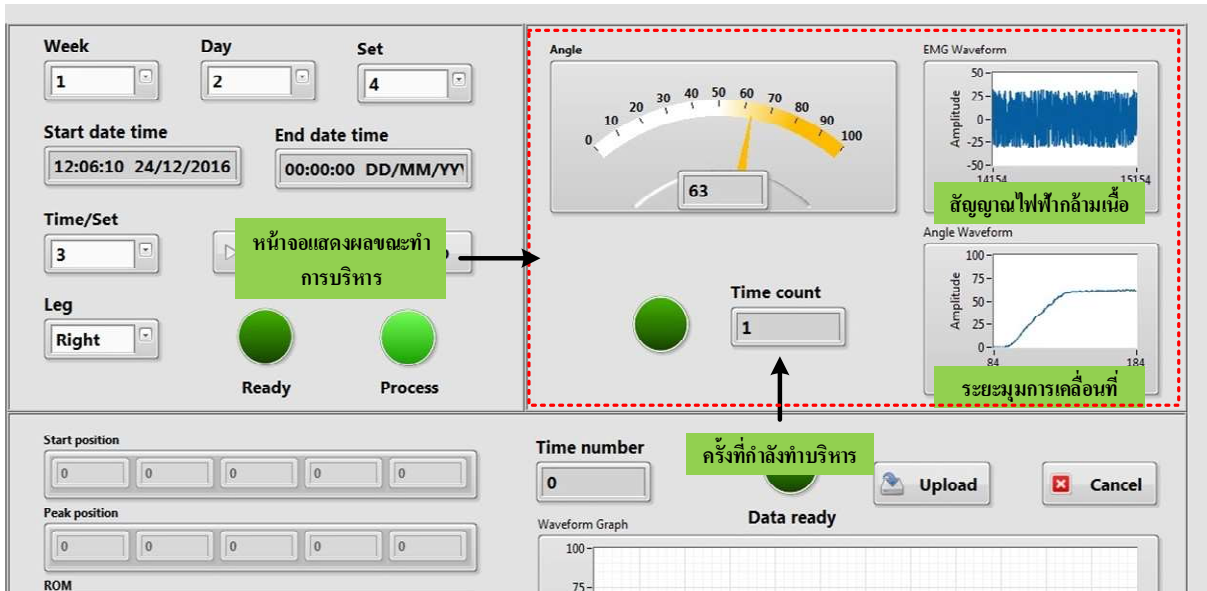 Week
Day
Set
1
2
4
Start date time
End date time
12:06:10 24/12/2016
00:00:00 DD/MM/YY
Time/Set
3
หน้าจอแสดงผลขณะทำ
การบริหาร
Leg
Right
Ready
Process
Angle
0
10
20
30
40
50
60
70
80
90
100
63
Time count
1
EMG Waveform
Amplitude
50
25
0
-25
-50
14154
15154
สัญญาณไฟฟ้ากล้ามเนื้อ
Angle Waveform
Amplitude
100
75
50
25
0
84
184
ระยะมุมการเคลื่อนที่
Start position
0
0
0
0
0
Peak position
0
0
0
0
0
ROM
Time number
0
ครั้งที่กำลังทำบริหาร
Data ready
Upload
Cancel
Waveform Graph
100
75